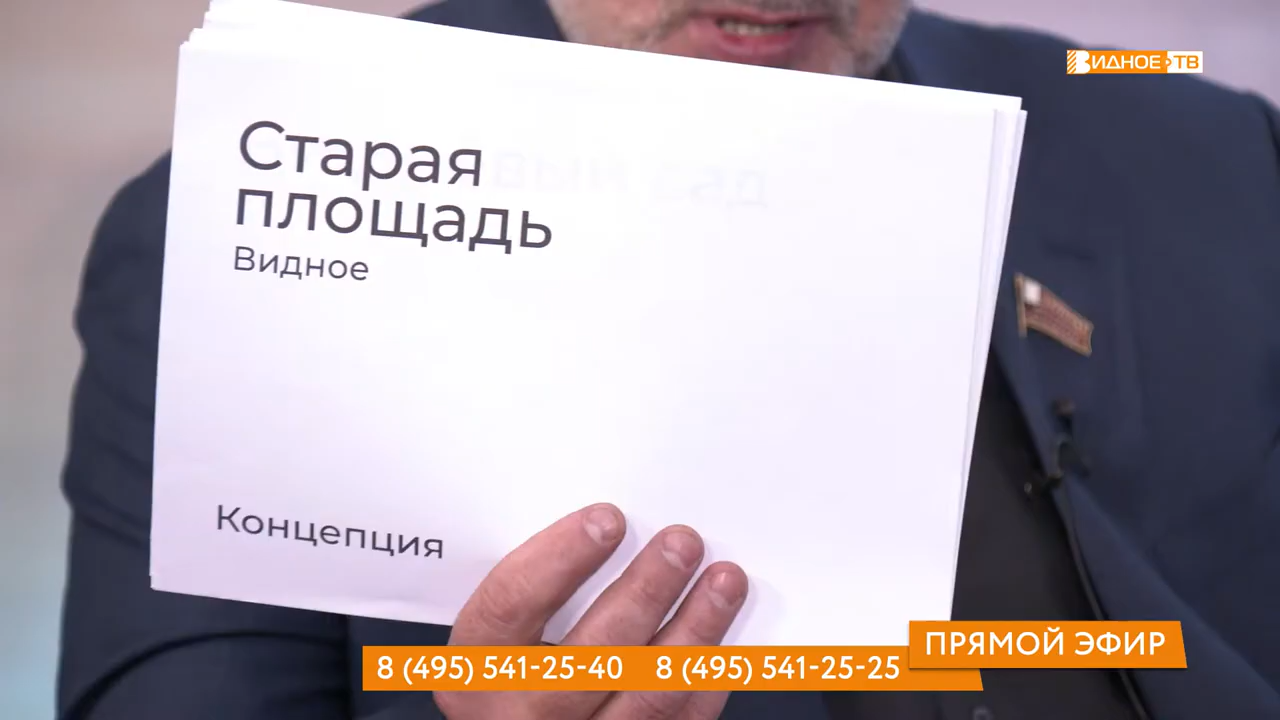 ВИДНОЕ ТВ
Старая
площадь
Видное
Концепция
ПРЯМОЙ ЭФИР
8 (495) 541-25-40 8 (495) 541-25-25